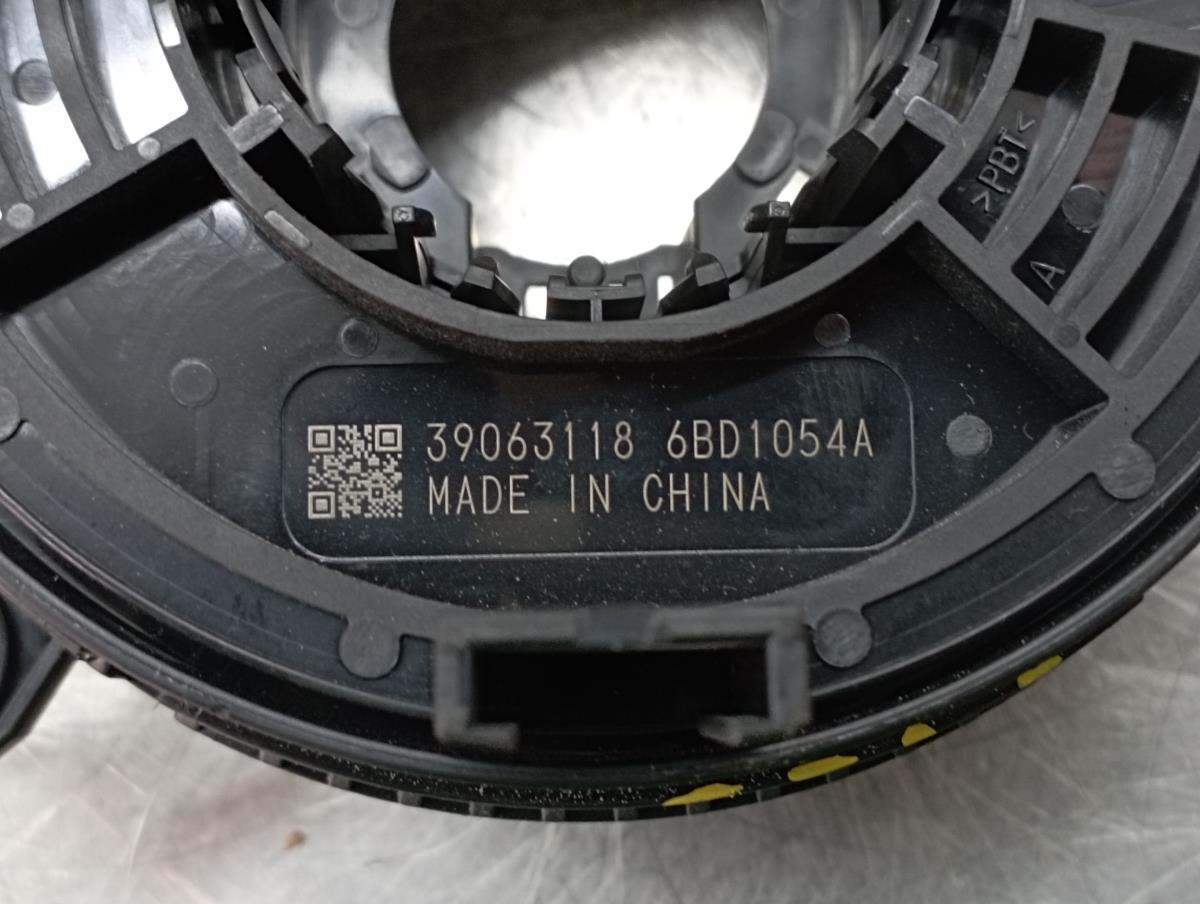 >PBT<
A
39063118 6BD1054A
MADE IN CHINA